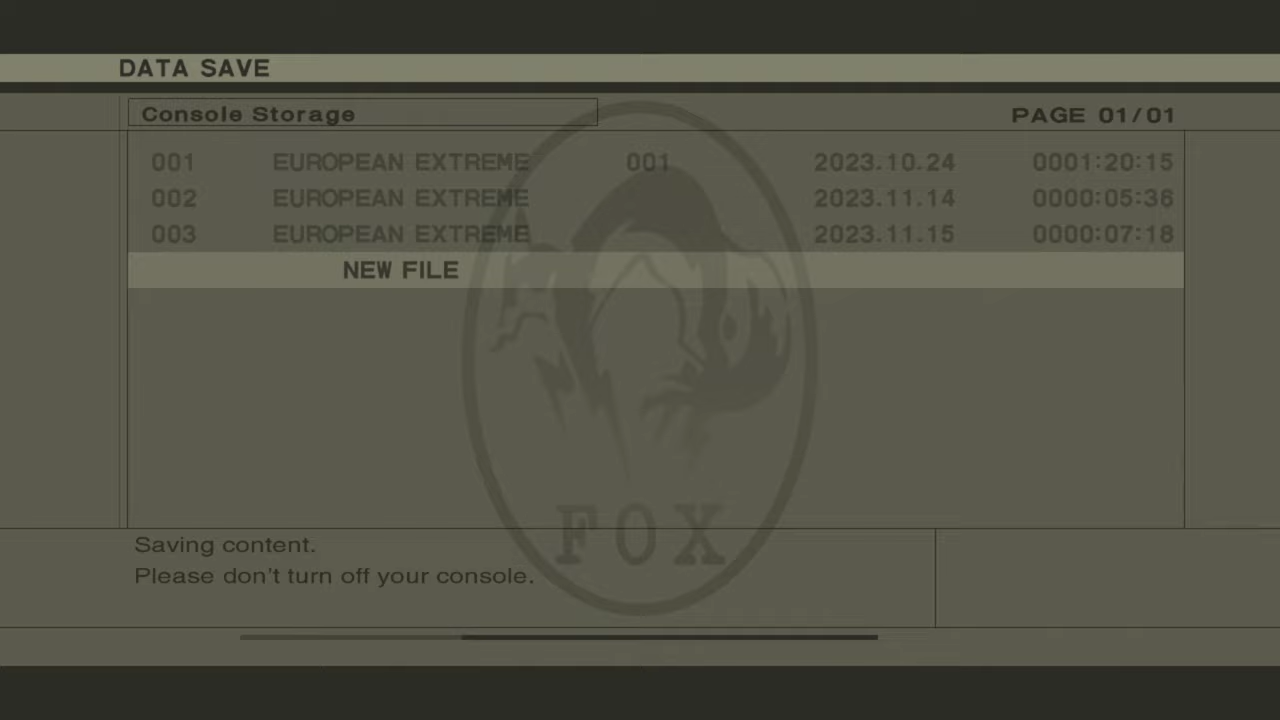 DATA SAVE
Console Storage PAGE 01/01
001 EUROPEAN EXTREME 001 2023.10.24 0001:20:15
002 EUROPEAN EXTREME 2023.11.14 0000:05:36
003 EUROPEAN EXTREME 2023.11.15 0000:07:18
NEW FILE
FOX
Saving content.
Please don't turn off your console.